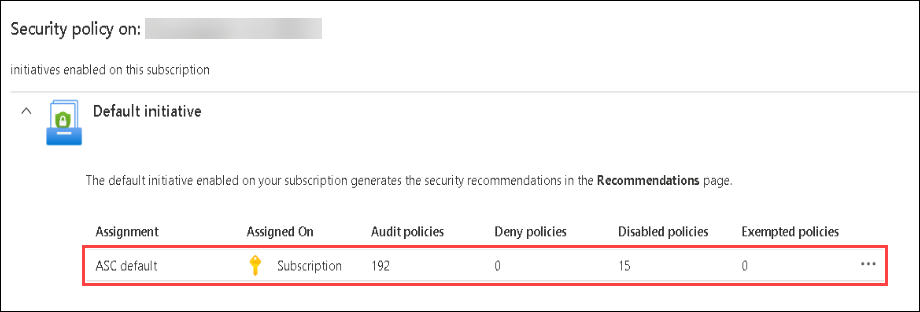 Security policy on:
initiatives enabled on this subscription
Default initiative
The default initiative enabled on your subscription generates the security recommendations in the Recommendations page.
Assignment Assigned On Audit policies Deny policies Disabled policies Exempted policies
ASC default Subscription 192 0 15 0 ...